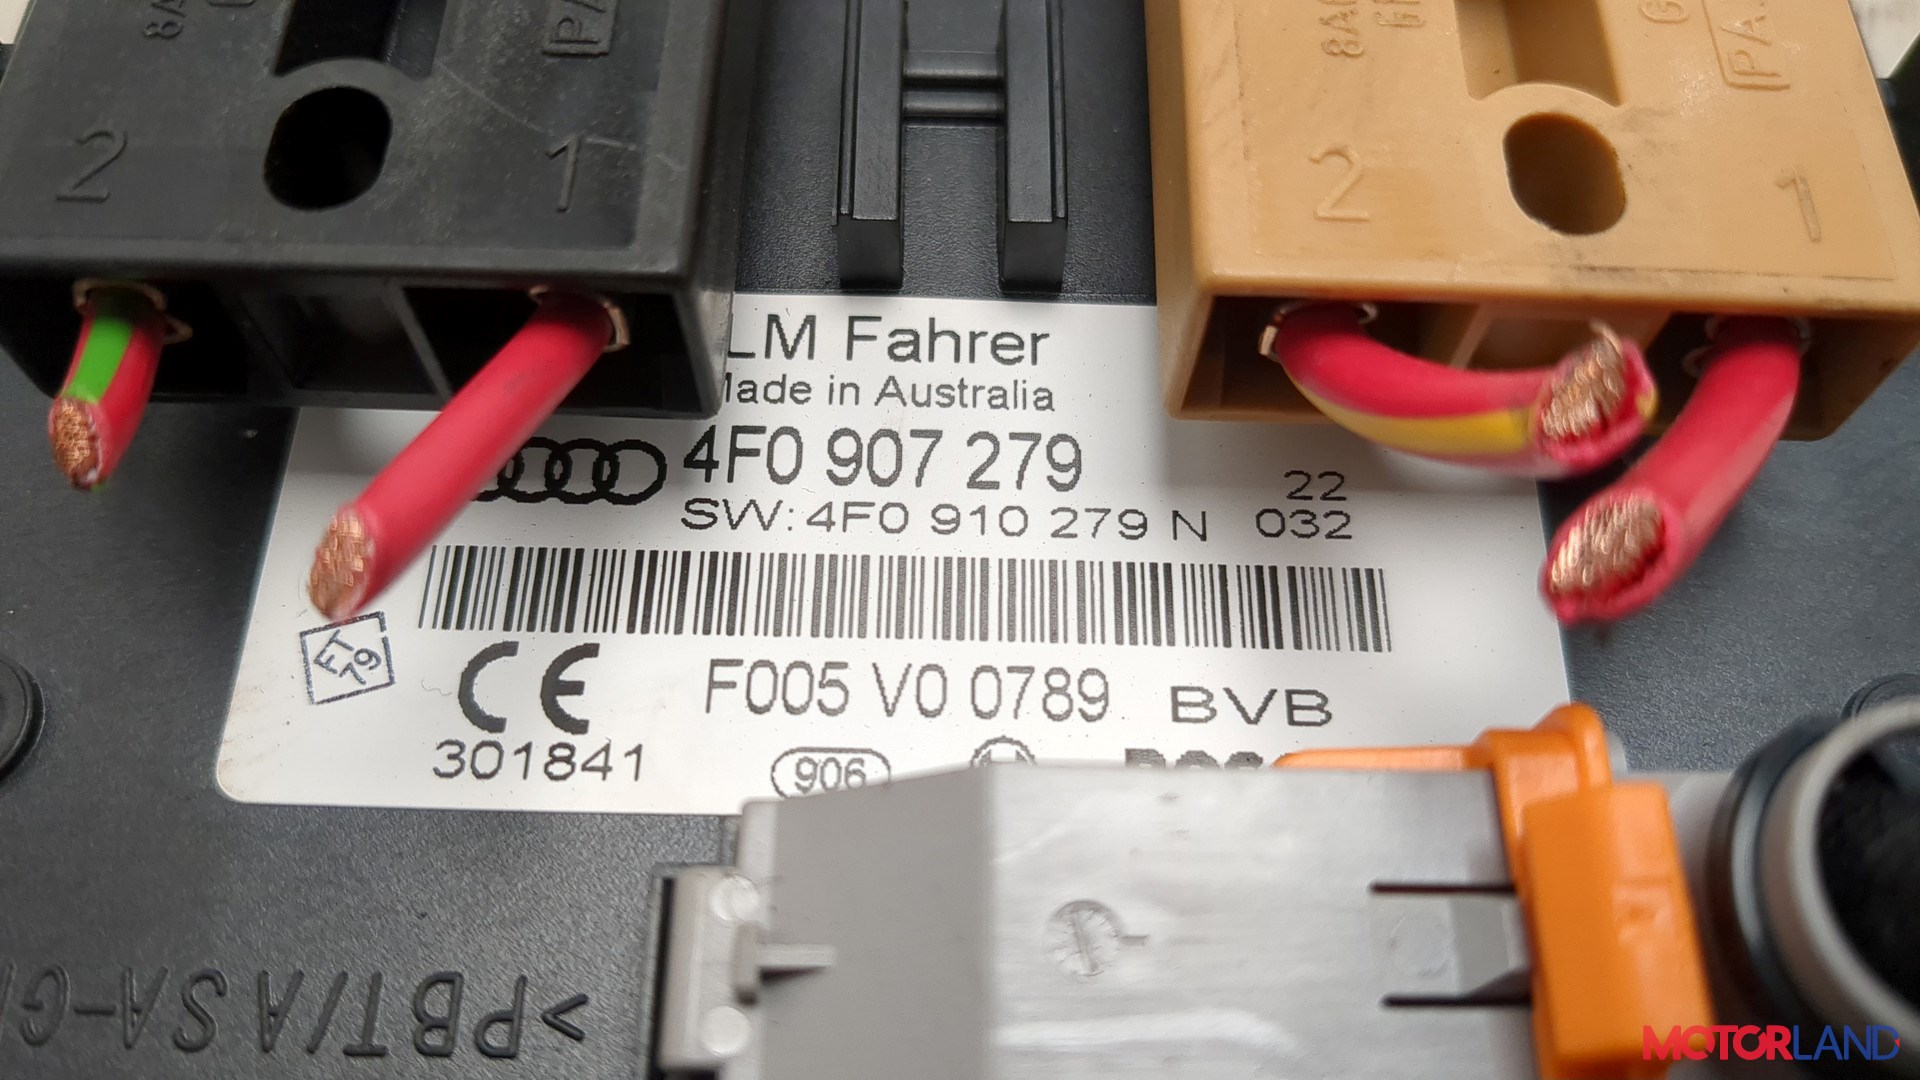 2
1
2
1
LM Fahrer
Made in Australia
4F0 907 279
22
SW: 4F0 910 279 N 032
FT
79
CE
F005 V0 0789 BVB
301841
906
>PBT/ASA-G
MOTORLAND